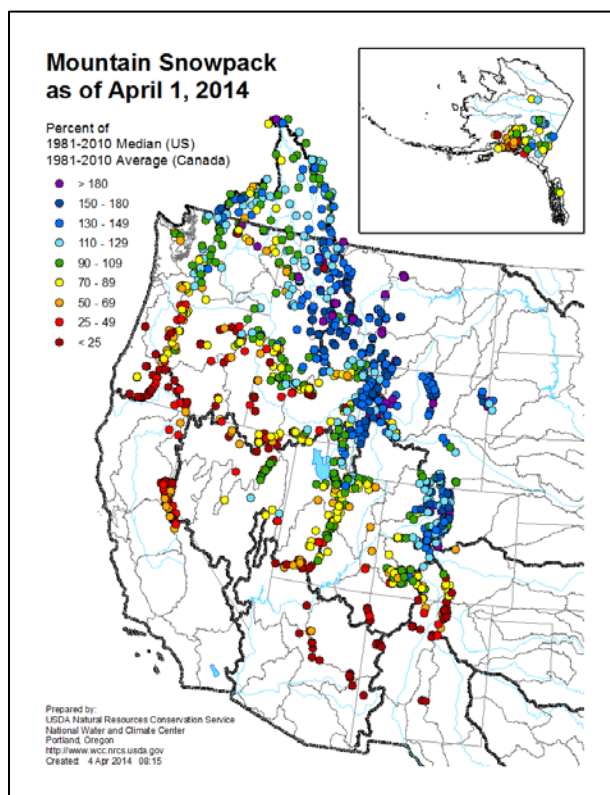 Mountain Snowpack
as of April 1, 2014
Percent of
1981-2010 Median (US)
1981-2010 Average (Canada)
> 180
150 - 180
130 - 149
110 - 129
90 - 109
70 - 89
50 - 69
25 - 49
< 25
Prepared by:
USDA Natural Resources Conservation Service
National Water and Climate Center
Portland, Oregon
http://www.wcc.nrcs.usda.gov
Created: 4 Apr 2014 08:15